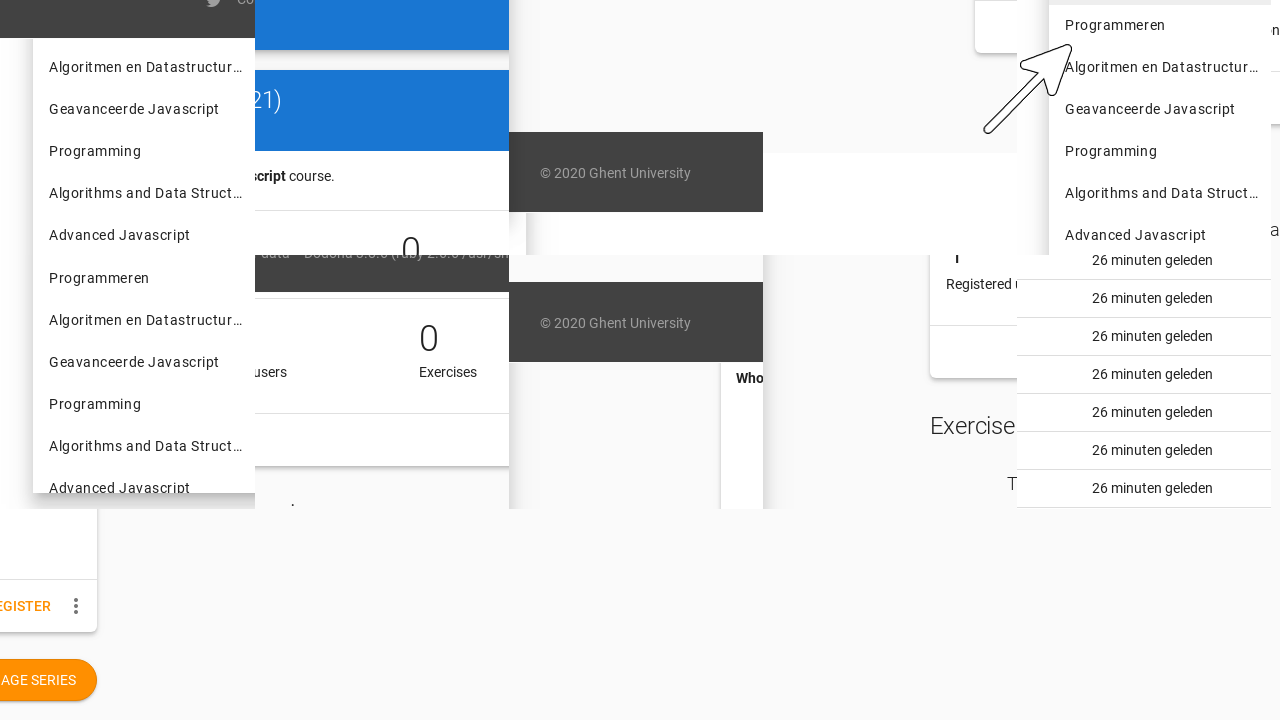 Co
Algoritmen en Datastructur…
Geavanceerde Javascript
Programming
Algorithms and Data Struct…
Advanced Javascript
Programmeren
Algoritmen en Datastructur…
Geavanceerde Javascript
Programming
Algorithms and Data Struct…
Advanced Javascript
EGISTER
AGE SERIES
21)
script course.
0
0
users
Exercises
© 2020 Ghent University
© 2020 Ghent University
Who
Registered
Exercise
T
Programmeren
Algoritmen en Datastructur…
Geavanceerde Javascript
Programming
Algorithms and Data Struct…
Advanced Javascript
26 minuten geleden
26 minuten geleden
26 minuten geleden
26 minuten geleden
26 minuten geleden
26 minuten geleden
26 minuten geleden